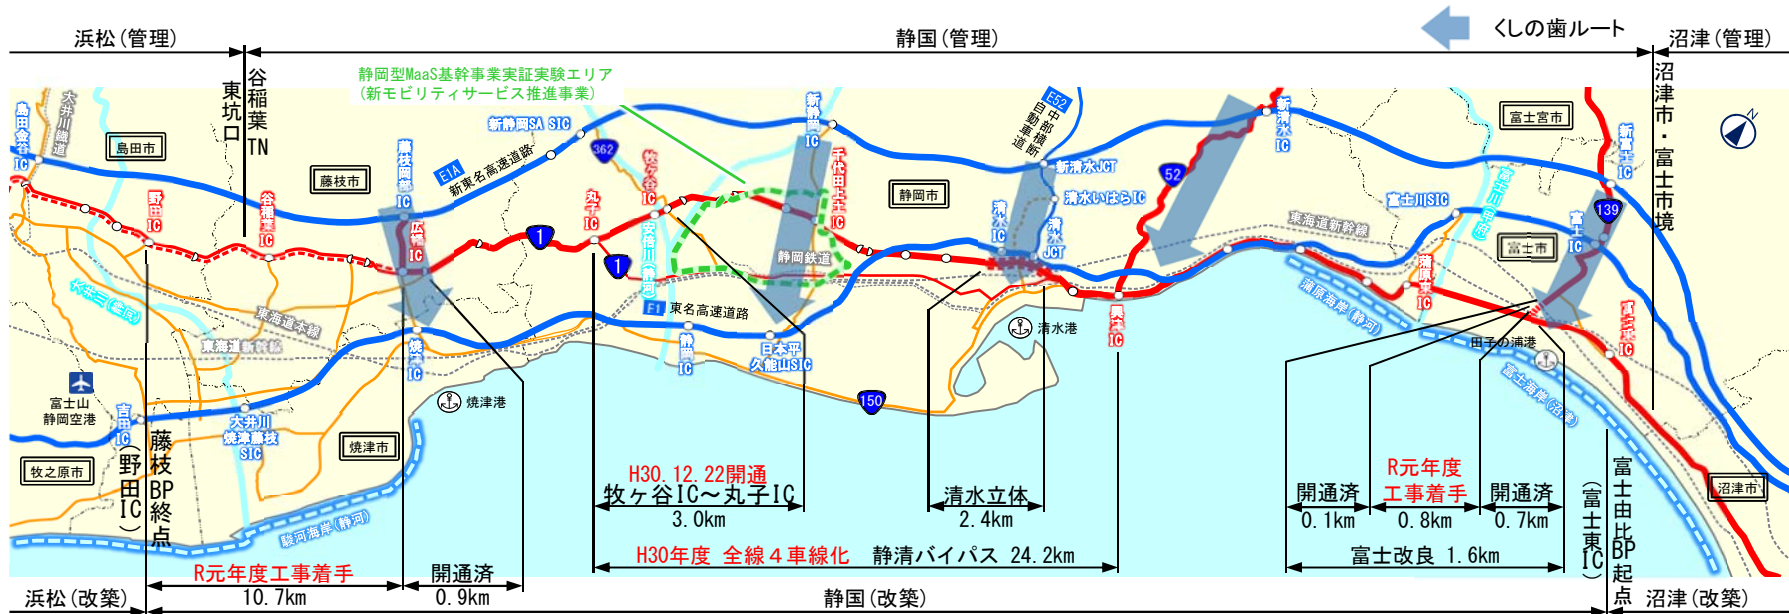 くしの歯ルート
浜松(管理)
静国(管理)
沼津(管理)
谷稲葉TN
東坑口
沼津市・富士市境
静岡型MaaS基幹事業実証実験エリア
(新モビリティサービス推進事業)
島田金谷IC
大井川鐵道
島田市
藤枝市
藤枝岡部IC
E1A
新東名高速道路
新静岡SA SIC
362
牧ヶ谷IC
丸子IC
新静岡IC
千代田上土IC
静岡市
E52
中部横断自動車道
新清水JCT
清水いはらIC
清水IC
清水JCT
52
新清水IC
東海道新幹線
富士川SIC
富士川(甲府)
富士宮市
富士市
新富士IC
139
富士IC
N
野田IC
谷稲葉IC
広幡IC
1
1
安倍川(静河)
静岡鉄道
E1
東名高速道路
静岡IC
日本平
久能山SIC
150
清水港
興津IC
蒲原東IC
蒲原海岸(静河)
田子の浦港
富士東IC
富士海岸(沼津)
沼津市
東海道本線
東海道新幹線
焼津IC
焼津港
富士山
静岡空港
吉田IC
大井川
焼津藤枝
SIC
焼津市
牧之原市
駿河海岸(静河)
藤枝BP終点
(野田IC)
H30.12.22開通
牧ヶ谷IC～丸子IC
3.0km
清水立体
2.4km
開通済
0.1km
R元年度
工事着手
0.8km
開通済
0.7km
富士由比BP起点
(富士東IC)
H30年度 全線4車線化 静清バイパス 24.2km
富士改良 1.6km
R元年度工事着手
10.7km
開通済
0.9km
浜松(改築)
静国(改築)
沼津(改築)